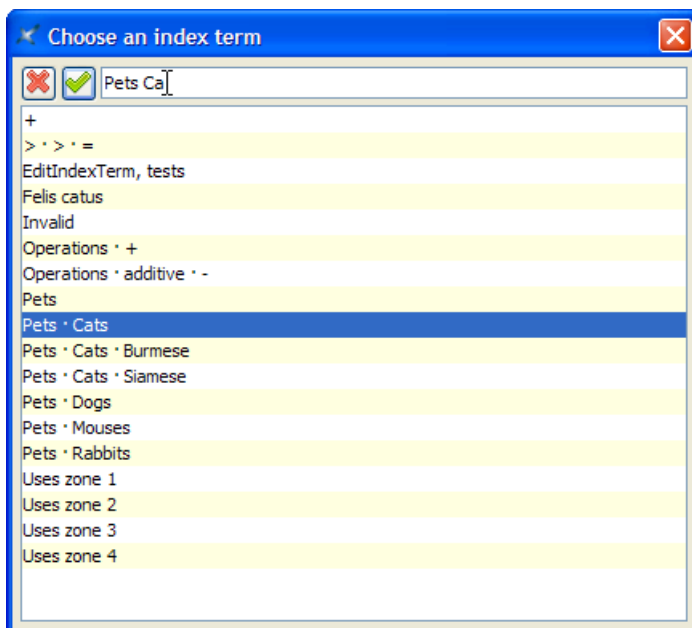 Choose an index term
Pets Ca
+
> · > · =
EditIndexTerm, tests
Felis catus
Invalid
Operations · +
Operations · additive · -
Pets
Pets · Cats
Pets · Cats · Burmese
Pets · Cats · Siamese
Pets · Dogs
Pets · Mouses
Pets · Rabbits
Uses zone 1
Uses zone 2
Uses zone 3
Uses zone 4